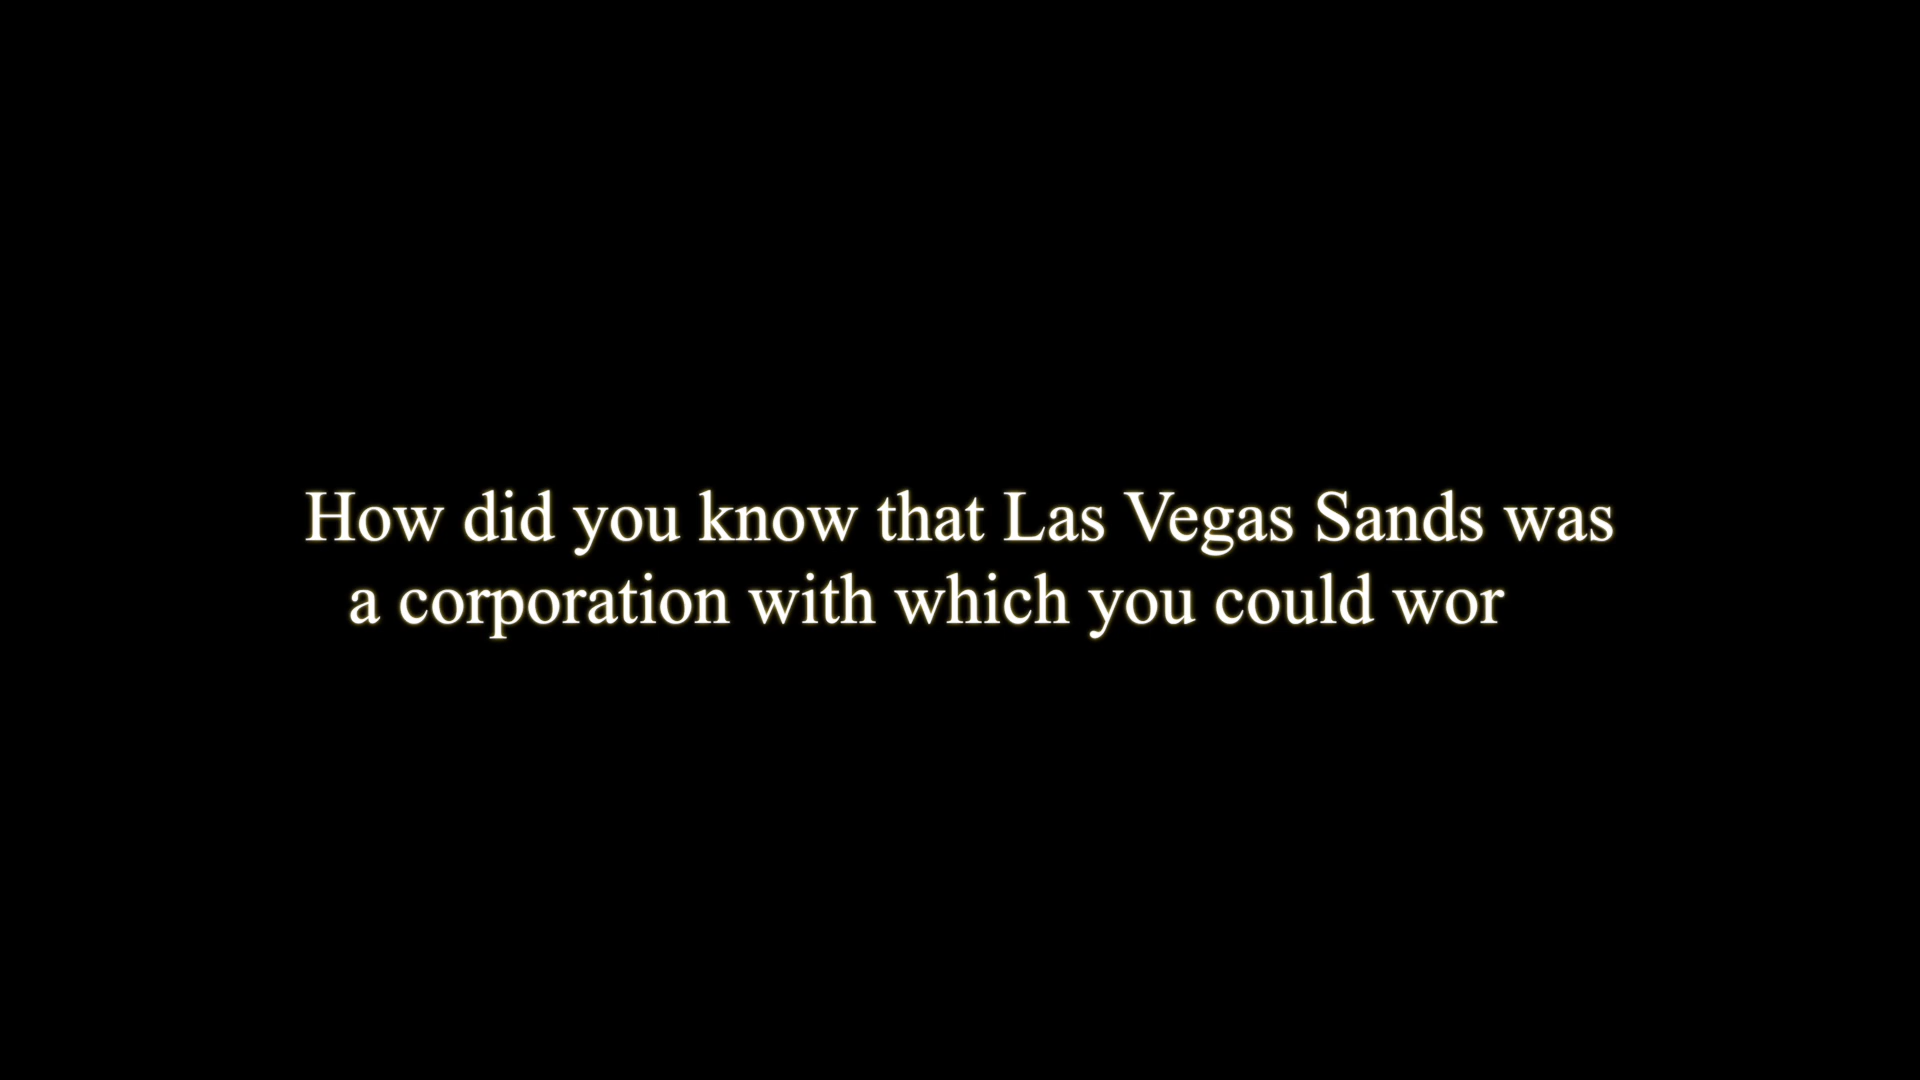 How did you know that Las Vegas Sands was
a corporation with which you could wor